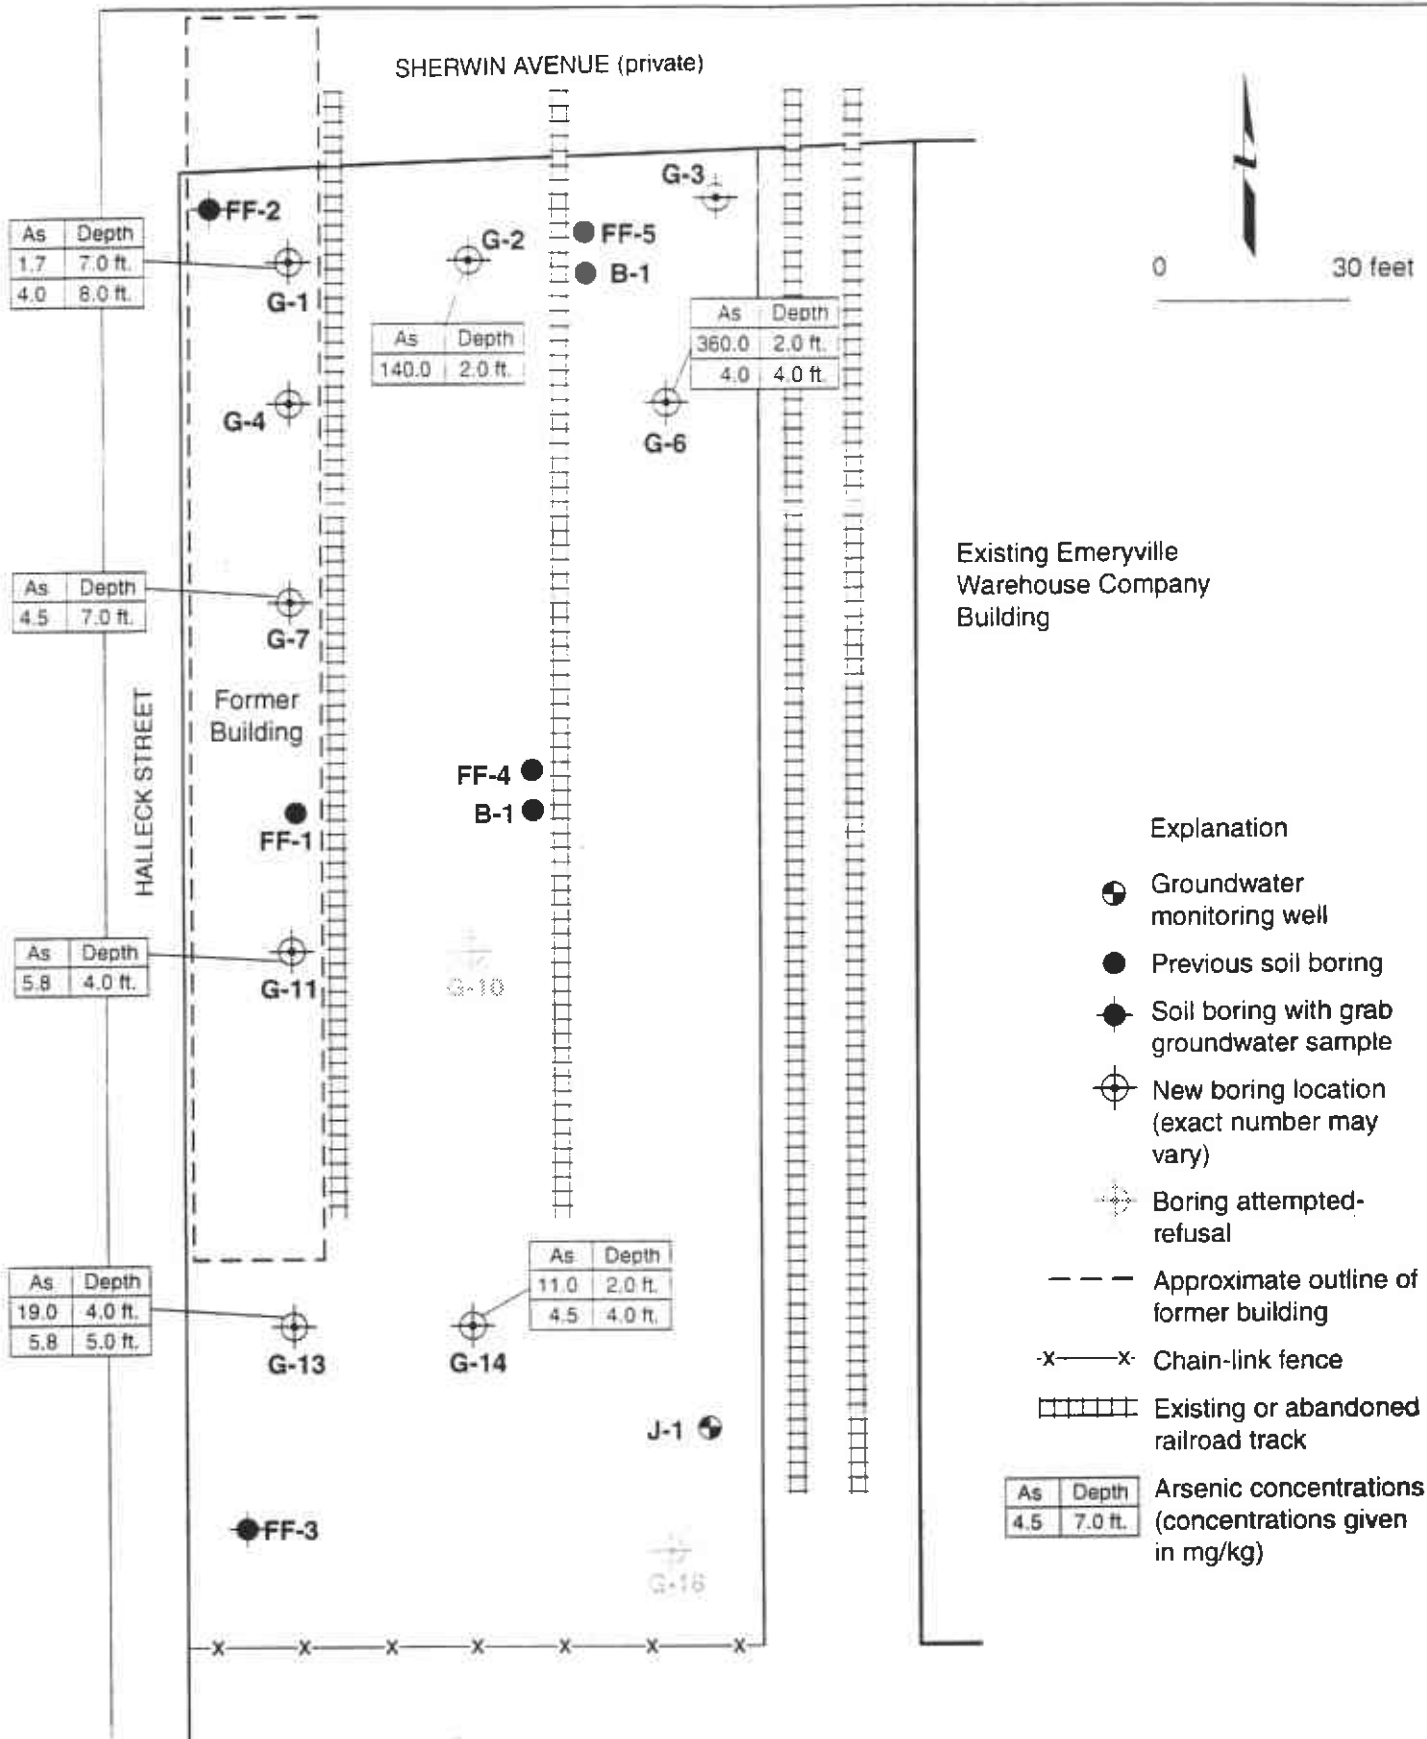 SHERWIN AVENUE (private)
G-3
FF-2
As Depth
1.7 7.0 ft.
4.0 8.0 ft.
G-2
FF-5
B-1
G-1
0 30 feet
As Depth
140.0 2.0 ft.
As Depth
360.0 2.0 ft.
4.0 4.0 ft.
G-4
G-6
Existing Emeryville
Warehouse Company
Building
As Depth
4.5 7.0 ft.
G-7
Former
Building
HALLECK STREET
FF-4
B-1
FF-1
As Depth
5.8 4.0 ft.
G-11
G-10
As Depth
11.0 2.0 ft.
4.5 4.0 ft.
As Depth
19.0 4.0 ft.
5.8 5.0 ft.
G-13
G-14
J-1
FF-3
G-16
x x x x x x x
Explanation
Groundwater
monitoring well
Previous soil boring
Soil boring with grab
groundwater sample
New boring location
(exact number may
vary)
Boring attempted-
refusal
Approximate outline of
former building
-x x- Chain-link fence
Existing or abandoned
railroad track
As Depth
4.5 7.0 ft.
Arsenic concentrations
(concentrations given
in mg/kg)